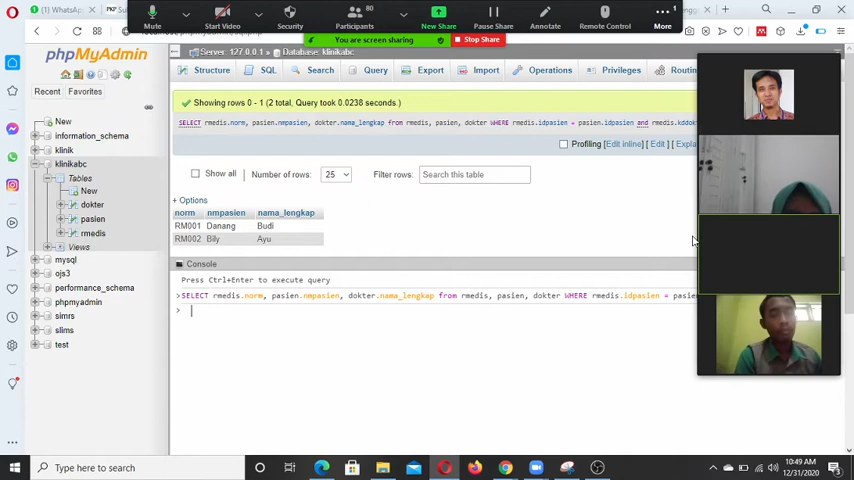 Mute
Start Video
Security
80
Participants
New Share
Pause Share
Annotate
Remote Control
1
More
(1) WhatsA
You are screen sharing
Stop Share
phpMyAdmin
Recent
Favorites
New
information_schema
klinik
klinikabc
Tables
New
dokter
pasien
rmedis
Views
mysql
ojs3
performance_schema
phpmyadmin
simrs
slims
test
Server: 127.0.0.1 » Database: klinikabc
Structure
SQL
Search
Query
Export
Import
Operations
Privileges
Routin
Showing rows 0 - 1 (2 total, Query took 0.0238 seconds.)
SELECT rmedis.norm, pasien.nmpasien, dokter.nama_lengkap from rmedis, pasien, dokter WHERE rmedis.idpasien = pasien.idpasien and rmedis.kddok
Profiling [Edit inline] [ Edit ] [ Expla
Show all
Number of rows:
25
Filter rows:
Search this table
+ Options
norm nmpasien nama_lengkap
RM001 Danang Budi
RM002 Bily Ayu
Console
Press Ctrl+Enter to execute query
>SELECT rmedis.norm, pasien.nmpasien, dokter.nama_lengkap from rmedis, pasien, dokter WHERE rmedis.idpasien = pasien
>
Type here to search
10:49 AM
12/31/2020